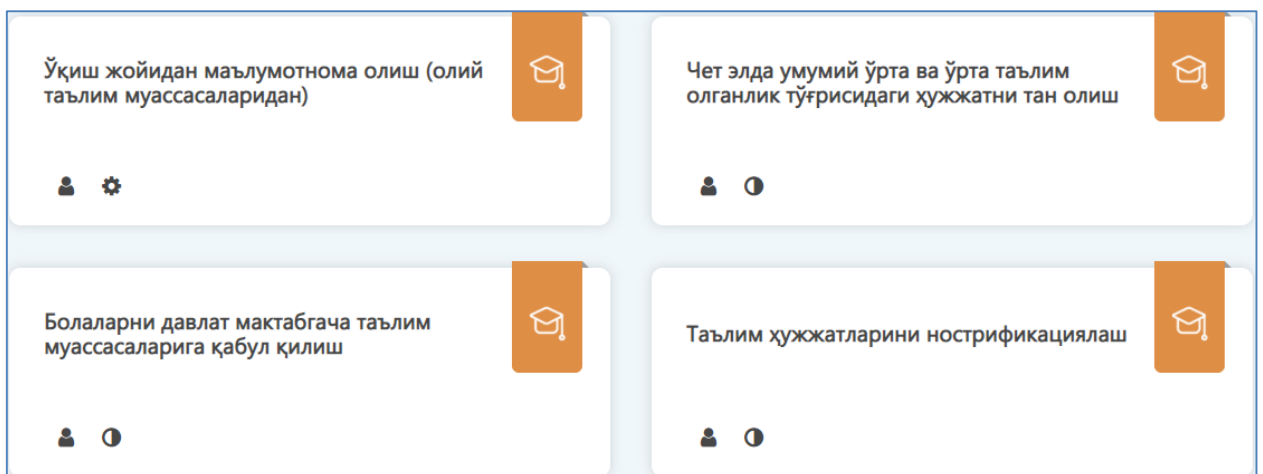 Ўқиш жойидан маълумотнома олиш (олий
таълим муассасаларидан)
Чет элда умумий ўрта ва ўрта таълим
олганлик тўғрисидаги ҳужжатни тан олиш
Болаларни давлат мактабгача таълим
муассасаларига қабул қилиш
Таълим ҳужжатларини нострификациялаш